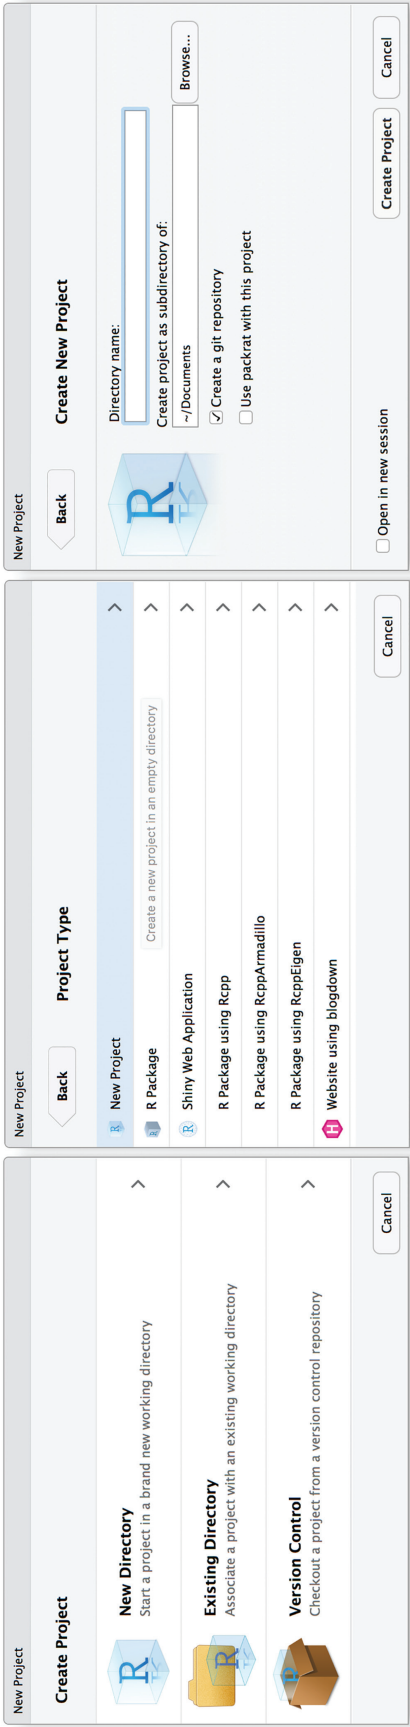 New Project
Create Project
New Directory
Start a project in a brand new working directory
Existing Directory
Associate a project with an existing working directory
Version Control
Checkout a project from a version control repository
Cancel
New Project
Back
Project Type
New Project
Create a new project in an empty directory
R Package
Shiny Web Application
R Package using Rcpp
R Package using RcppArmadillo
R Package using RcppEigen
Website using blogdown
Cancel
New Project
Back
Create New Project
Directory name:
Create project as subdirectory of:
~/Documents
Browse...
Create a git repository
Use packrat with this project
Open in new session
Create Project
Cancel